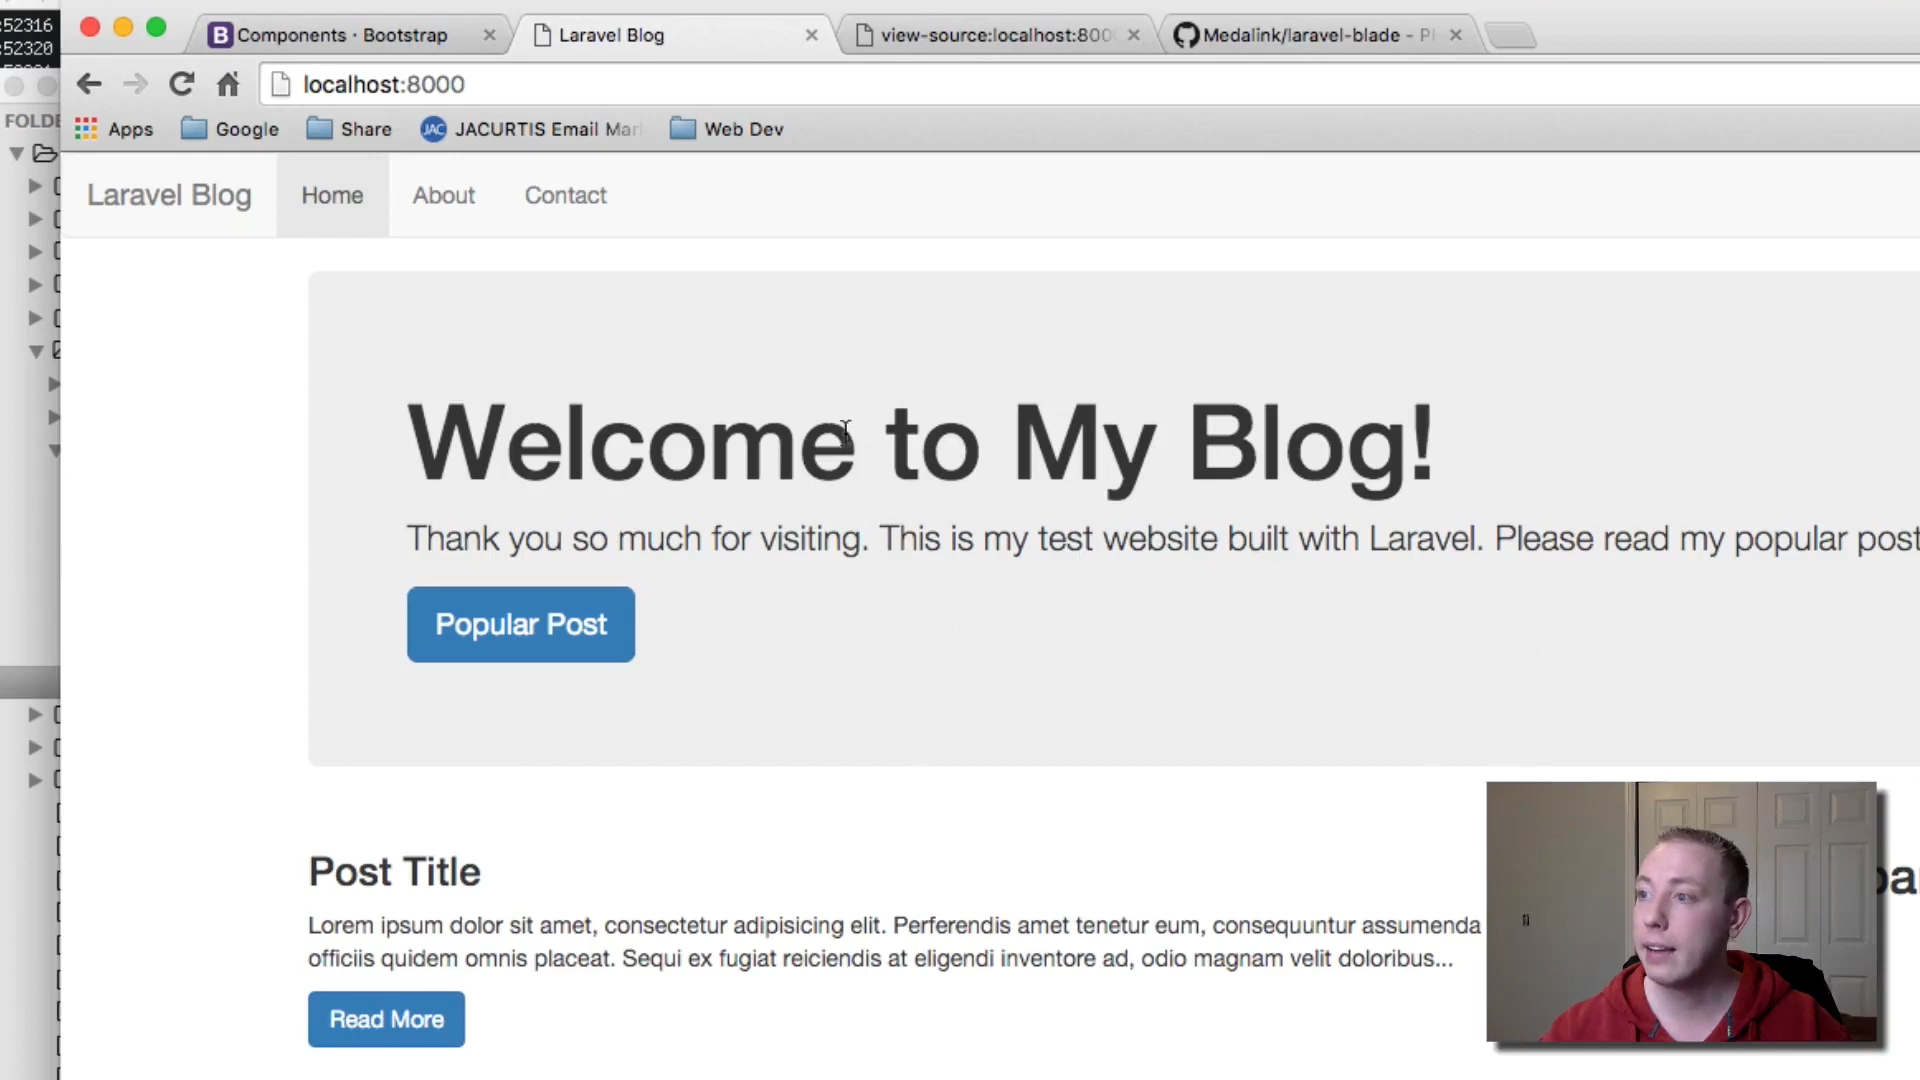 :52316
:52320
B Components · Bootstrap
Laravel Blog
view-source:localhost:800
Medalink/laravel-blade - P
localhost:8000
FOLDE
Apps
Google
Share
JAC JACURTIS Email Mar
Web Dev
Laravel Blog
Home
About
Contact
Welcome to My Blog!
Thank you so much for visiting. This is my test website built with Laravel. Please read my popular post
Popular Post
Post Title
Lorem ipsum dolor sit amet, consectetur adipisicing elit. Perferendis amet tenetur eum, consequuntur assumenda
officiis quidem omnis placeat. Sequi ex fugiat reiciendis at eligendi inventore ad, odio magnam velit doloribus...
Read More